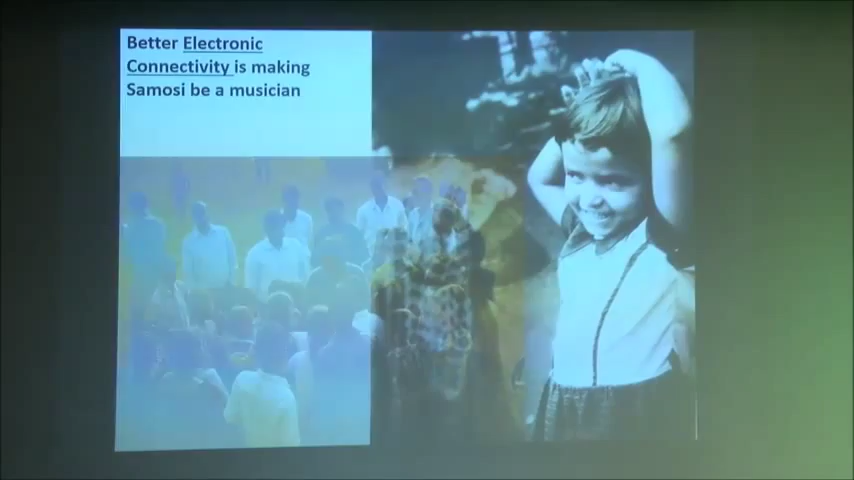 Better Electronic
Connectivity is making
Samosi be a musician